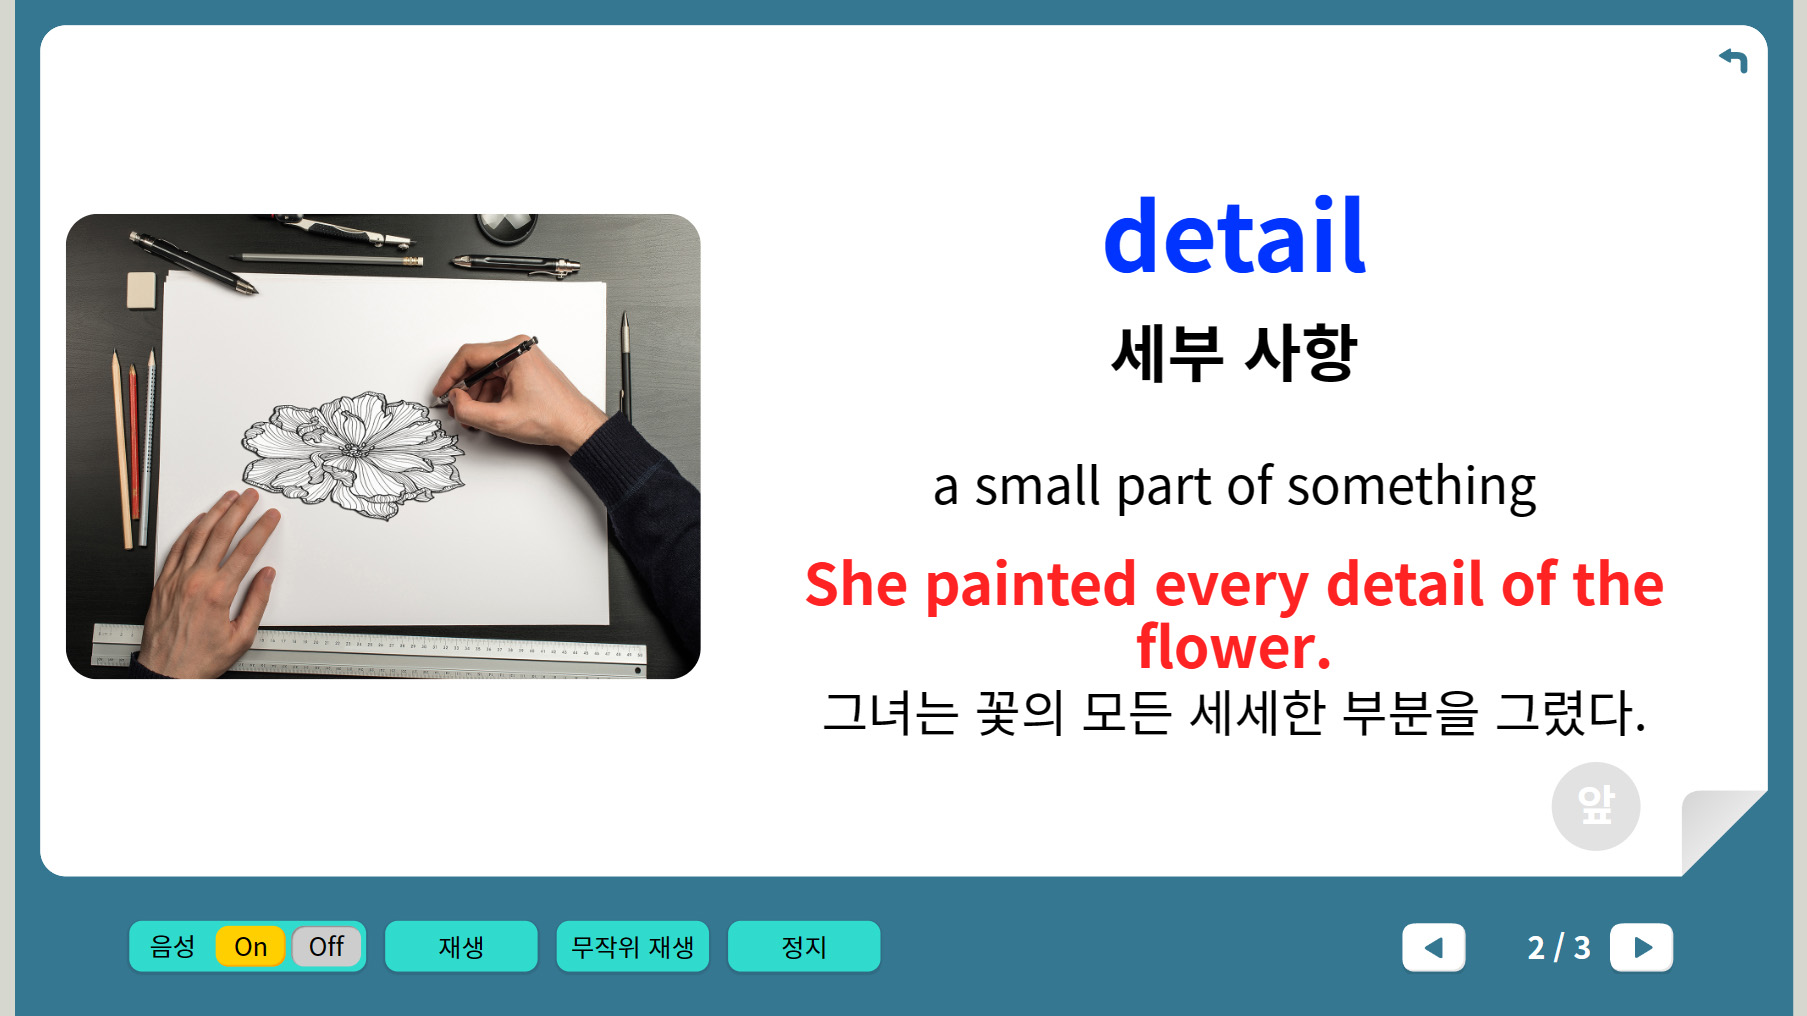 detail
세부 사항
a small part of something
She painted every detail of the
flower.
그녀는 꽃의 모든 세세한 부분을 그렸다.
앞
음성 On Off 재생 무작위 재생 정지 2 / 3